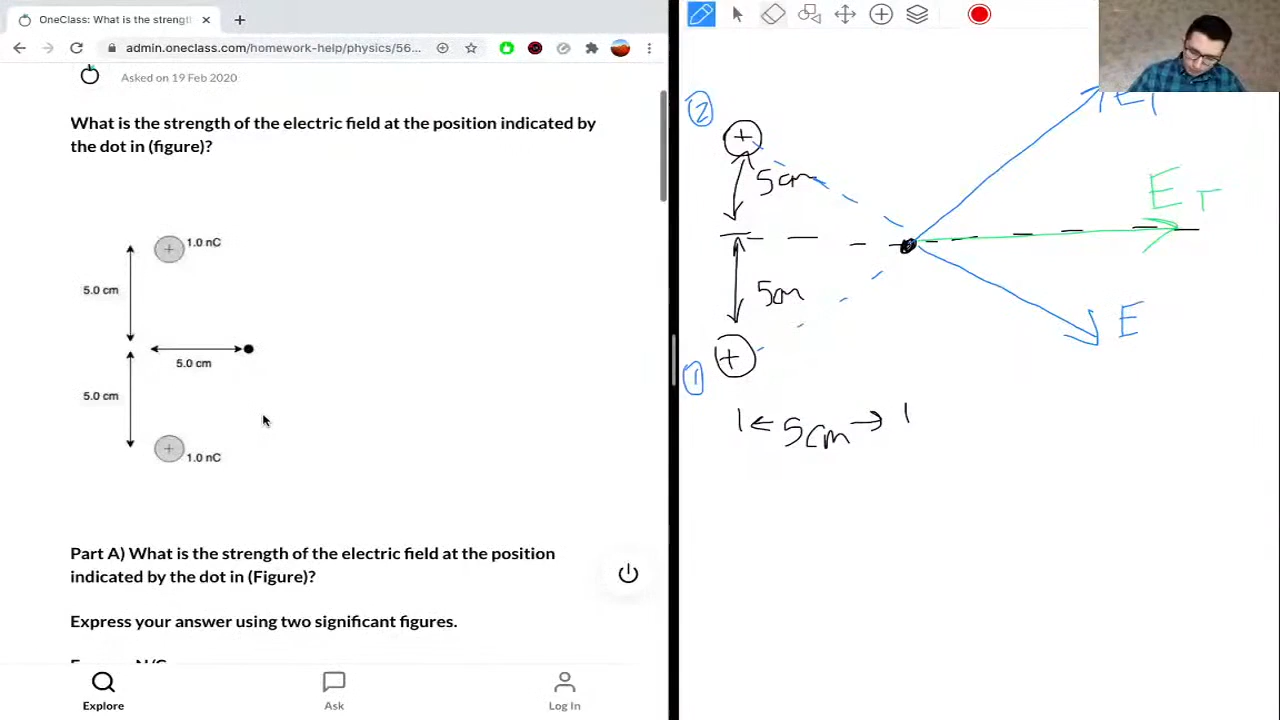 OneClass: What is the strengt
admin.oneclass.com/homework-help/physics/56...
Asked on 19 Feb 2020
What is the strength of the electric field at the position indicated by
the dot in (figure)?
+ 1.0 nC
5.0 cm
5.0 cm
5.0 cm
+ 1.0 nC
Part A) What is the strength of the electric field at the position
indicated by the dot in (Figure)?
Express your answer using two significant figures.
Explore
Ask
Log In
2
+
5cm
5cm
+
1
5cm
E1
ET
E